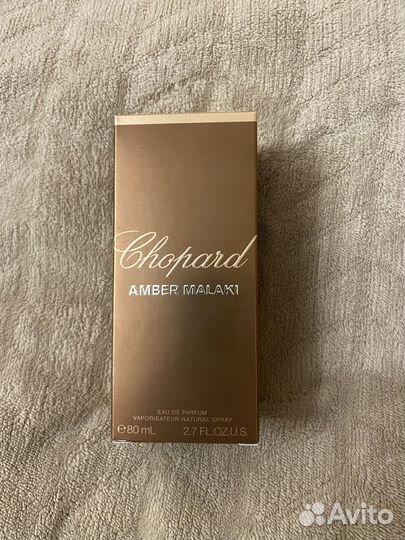 Chopard
AMBER MALAKI
EAU DE PARFUM
VAPORISATEUR NATURAL SPRAY
℮80 mL 2.7 FL.OZ.U.S.
Avito